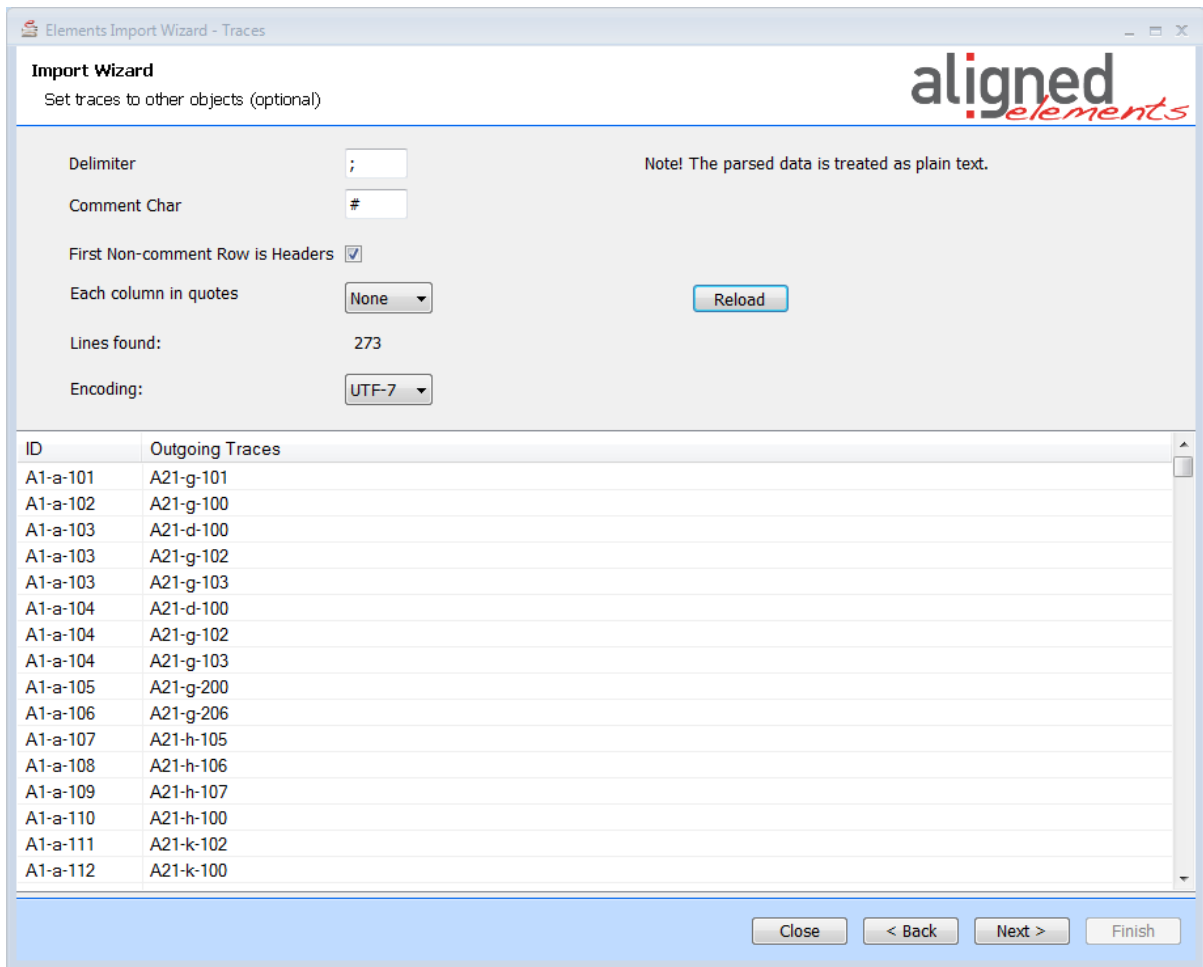 Elements Import Wizard - Traces
Import Wizard
Set traces to other objects (optional)
aligned
elements
Delimiter ; Note! The parsed data is treated as plain text.
Comment Char #
First Non-comment Row is Headers
Each column in quotes None Reload
Lines found: 273
Encoding: UTF-7
ID Outgoing Traces
A1-a-101 A21-g-101
A1-a-102 A21-g-100
A1-a-103 A21-d-100
A1-a-103 A21-g-102
A1-a-103 A21-g-103
A1-a-104 A21-d-100
A1-a-104 A21-g-102
A1-a-104 A21-g-103
A1-a-105 A21-g-200
A1-a-106 A21-g-206
A1-a-107 A21-h-105
A1-a-108 A21-h-106
A1-a-109 A21-h-107
A1-a-110 A21-h-100
A1-a-111 A21-k-102
A1-a-112 A21-k-100
Close < Back Next > Finish